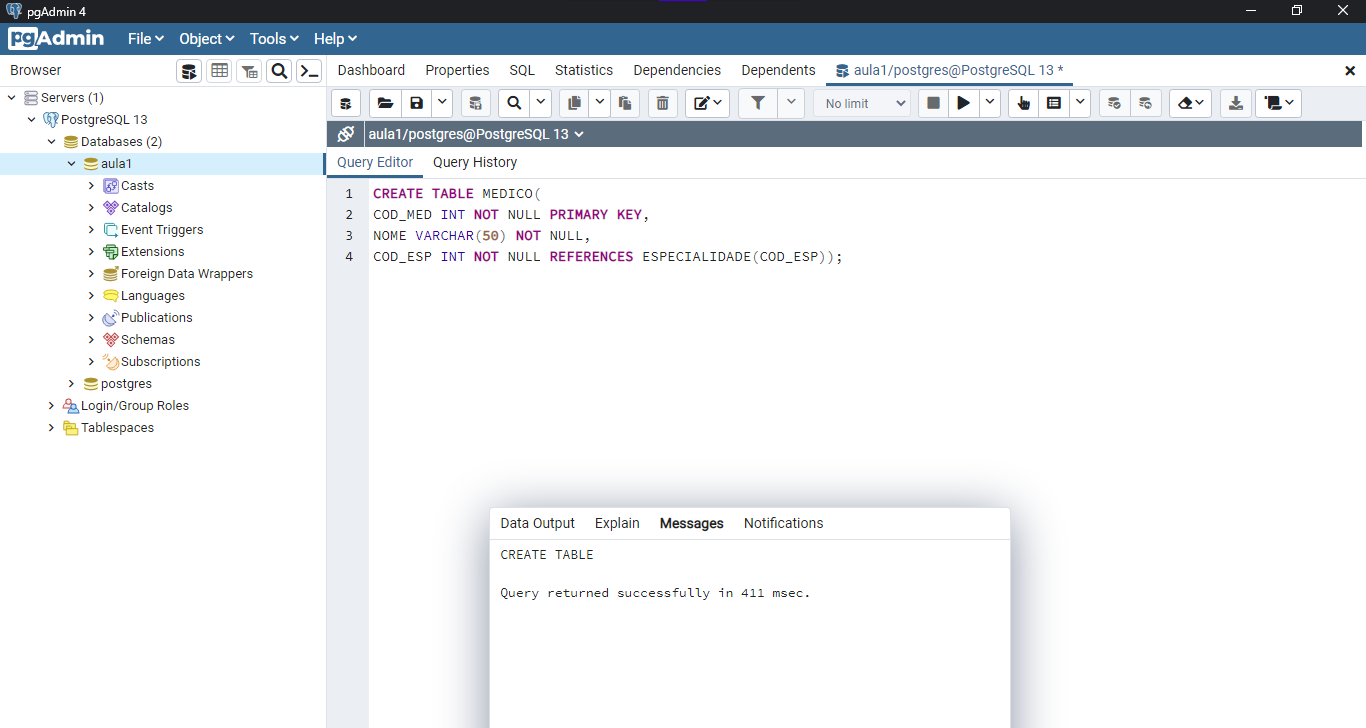 pgAdmin 4
pgAdmin File Object Tools Help
Browser
Dashboard Properties SQL Statistics Dependencies Dependents aula1/postgres@PostgreSQL 13 *
No limit
Servers (1)
PostgreSQL 13
Databases (2)
aula1
Casts
Catalogs
Event Triggers
Extensions
Foreign Data Wrappers
Languages
Publications
Schemas
Subscriptions
postgres
Login/Group Roles
Tablespaces
aula1/postgres@PostgreSQL 13
Query Editor Query History
1 CREATE TABLE MEDICO(
2 COD_MED INT NOT NULL PRIMARY KEY,
3 NOME VARCHAR(50) NOT NULL,
4 COD_ESP INT NOT NULL REFERENCES ESPECIALIDADE(COD_ESP));
Data Output Explain Messages Notifications
CREATE TABLE
Query returned successfully in 411 msec.